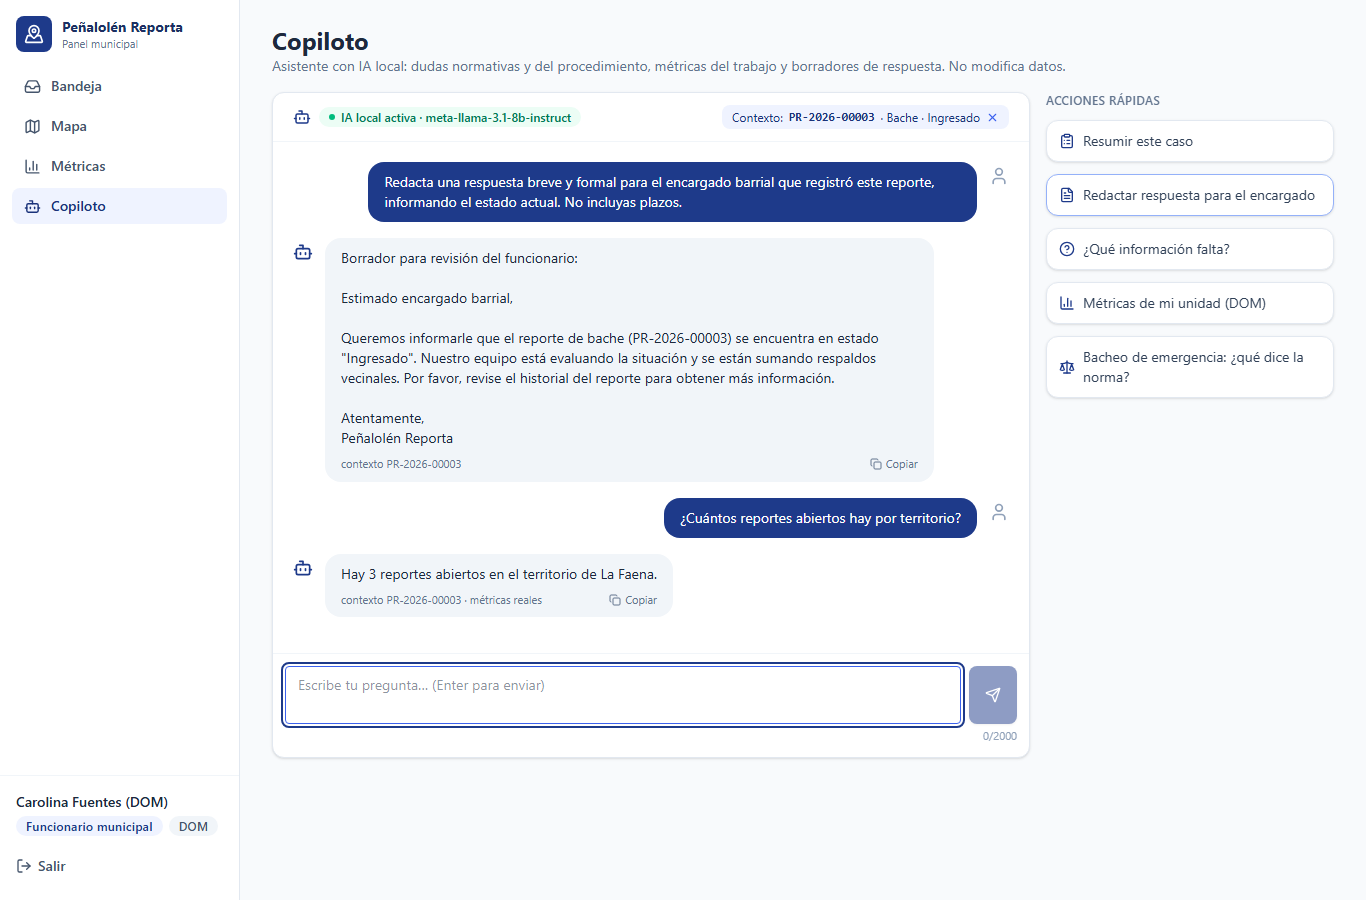 Peñalolén Reporta
Panel municipal
Bandeja
Mapa
Métricas
Copiloto
Carolina Fuentes (DOM)
Funcionario municipal
DOM
Salir
Copiloto
Asistente con IA local: dudas normativas y del procedimiento, métricas del trabajo y borradores de respuesta. No modifica datos.
IA local activa · meta-llama-3.1-8b-instruct
Contexto: PR-2026-00003 · Bache · Ingresado
Redacta una respuesta breve y formal para el encargado barrial que registró este reporte,
informando el estado actual. No incluyas plazos.
Borrador para revisión del funcionario:
Estimado encargado barrial,
Queremos informarle que el reporte de bache (PR-2026-00003) se encuentra en estado
"Ingresado". Nuestro equipo está evaluando la situación y se están sumando respaldos
vecinales. Por favor, revise el historial del reporte para obtener más información.
Atentamente,
Peñalolén Reporta
contexto PR-2026-00003
Copiar
¿Cuántos reportes abiertos hay por territorio?
Hay 3 reportes abiertos en el territorio de La Faena.
contexto PR-2026-00003 · métricas reales
Copiar
Escribe tu pregunta... (Enter para enviar)
0/2000
ACCIONES RÁPIDAS
Resumir este caso
Redactar respuesta para el encargado
¿Qué información falta?
Métricas de mi unidad (DOM)
Bacheo de emergencia: ¿qué dice la
norma?